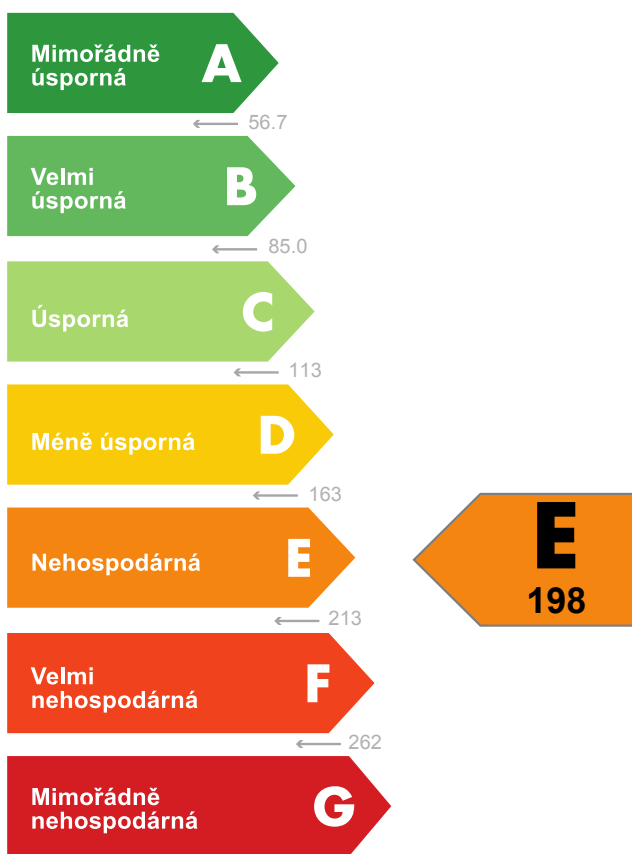 Mimořádně
úsporná
A
56.7
Velmi
úsporná
B
85.0
Úsporná
C
113
Méně úsporná
D
163
Nehospodárná
E
E
198
213
Velmi
nehospodárná
F
262
Mimořádně
nehospodárná
G